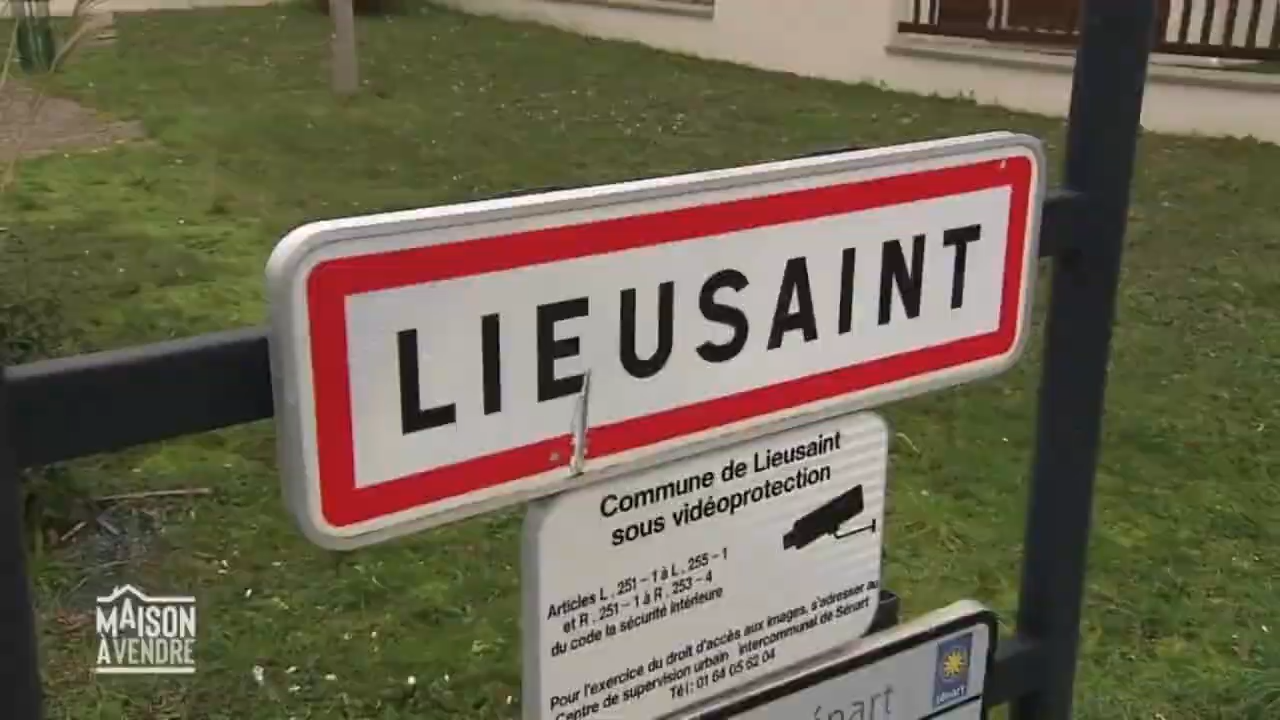 LIEUSAINT
Commune de Lieusaint
sous vidéoprotection
Articles L . 251 - 1 à L . 255 - 1
et R . 251 - 1 à R . 253 - 4
du code la sécurité intérieure
Pour l'exercice du droit d'accès aux images, s'adresser au
Centre de supervision urbain intercommunal de Sénart
Tél : 01 64 05 62 04
sénart
MAISON
A VENDRE